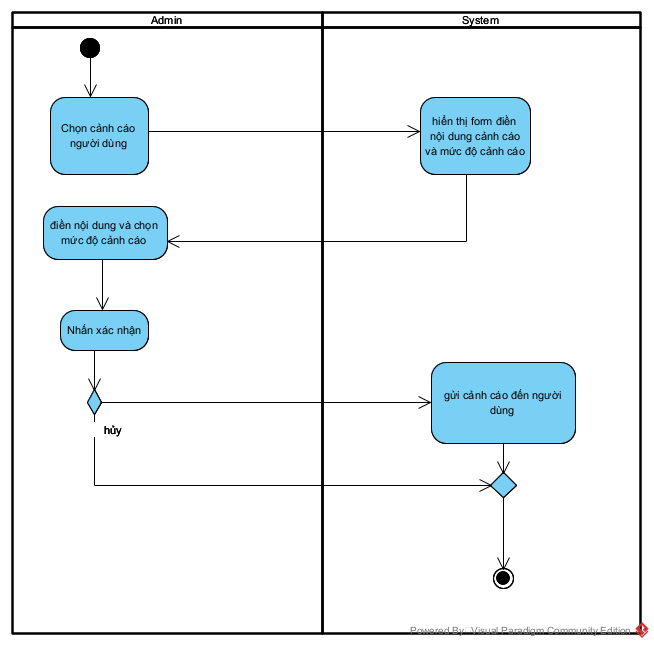 Admin
System
Chọn cảnh cáo
người dùng
hiển thị form điền
nội dung cảnh cáo
và mức độ cảnh cáo
điền nội dung và chọn
mức độ cảnh cáo
Nhấn xác nhận
gửi cảnh cáo đến người
dùng
hủy
Powered By: Visual Paradigm Community Edition